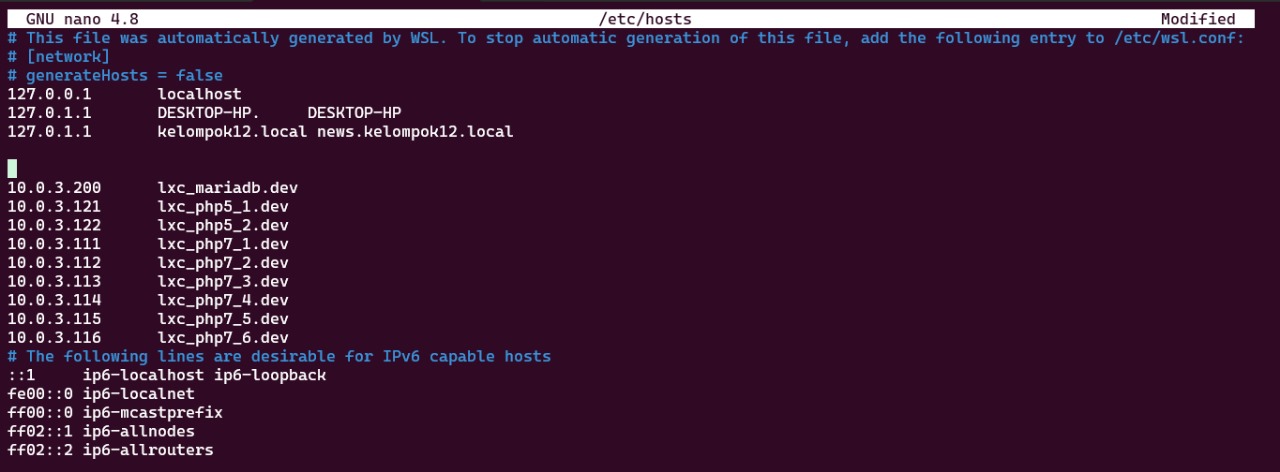 GNU nano 4.8 /etc/hosts Modified
# This file was automatically generated by WSL. To stop automatic generation of this file, add the following entry to /etc/wsl.conf:
# [network]
# generateHosts = false
127.0.0.1 localhost
127.0.1.1 DESKTOP-HP. DESKTOP-HP
127.0.1.1 kelompok12.local news.kelompok12.local
10.0.3.200 lxc_mariadb.dev
10.0.3.121 lxc_php5_1.dev
10.0.3.122 lxc_php5_2.dev
10.0.3.111 lxc_php7_1.dev
10.0.3.112 lxc_php7_2.dev
10.0.3.113 lxc_php7_3.dev
10.0.3.114 lxc_php7_4.dev
10.0.3.115 lxc_php7_5.dev
10.0.3.116 lxc_php7_6.dev
# The following lines are desirable for IPv6 capable hosts
::1 ip6-localhost ip6-loopback
fe00::0 ip6-localnet
ff00::0 ip6-mcastprefix
ff02::1 ip6-allnodes
ff02::2 ip6-allrouters